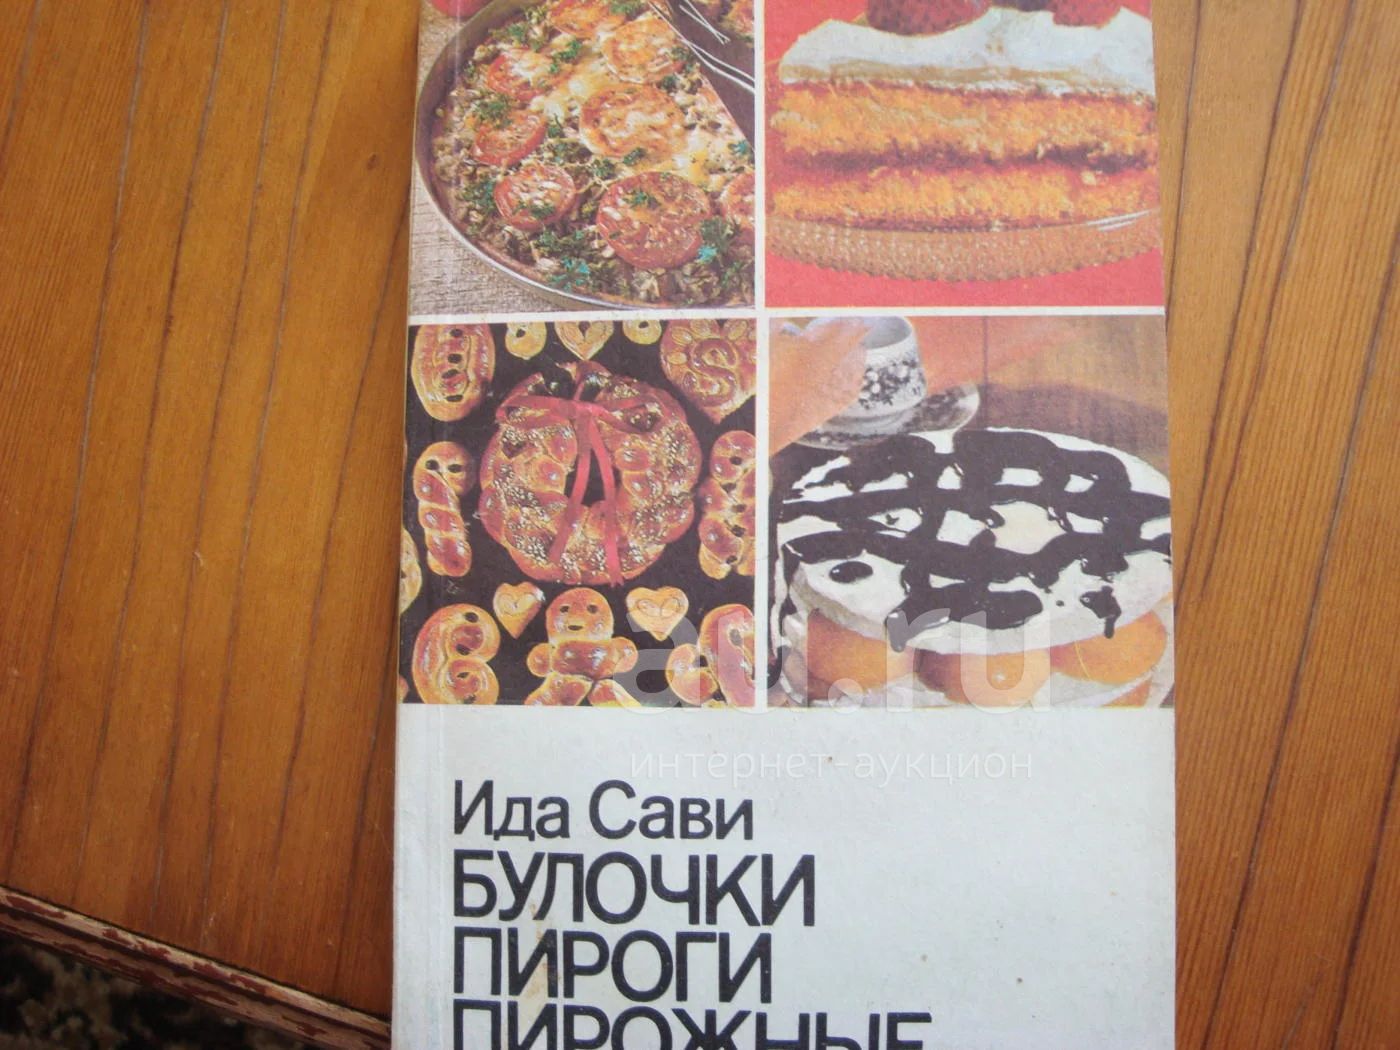 au.ru
интернет-аукцион
Ида Сави
БУЛОЧКИ
ПИРОГИ
ПИРОЖНЫЕ